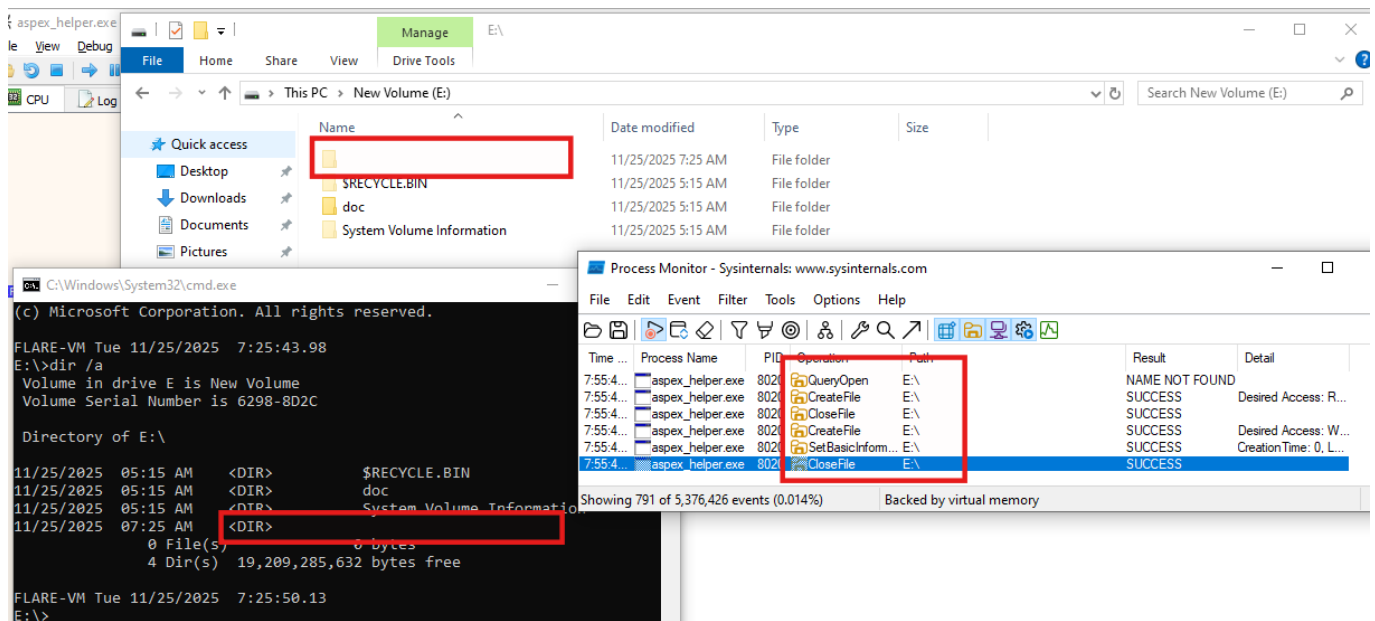 aspex_helper.exe
le View Debug
CPU Log
Manage E:\
File Home Share View Drive Tools
This PC > New Volume (E:)
Search New Volume (E:)
Name Date modified Type Size
Quick access
Desktop
Downloads
Documents
Pictures
11/25/2025 7:25 AM File folder
$RECYCLE.BIN 11/25/2025 5:15 AM File folder
doc 11/25/2025 5:15 AM File folder
System Volume Information 11/25/2025 5:15 AM File folder
C:\Windows\System32\cmd.exe
(c) Microsoft Corporation. All rights reserved.
FLARE-VM Tue 11/25/2025  7:25:43.98
E:\>dir /a
Volume in drive E is New Volume
Volume Serial Number is 6298-8D2C
Directory of E:\
11/25/2025  05:15 AM    <DIR>          $RECYCLE.BIN
11/25/2025  05:15 AM    <DIR>          doc
11/25/2025  05:15 AM    <DIR>          System Volume Information
11/25/2025  07:25 AM    <DIR>
0 File(s)              0 bytes
4 Dir(s)  19,209,285,632 bytes free
FLARE-VM Tue 11/25/2025  7:25:50.13
E:\>
Process Monitor - Sysinternals: www.sysinternals.com
File Edit Event Filter Tools Options Help
Time ... Process Name PID Operation Path Result Detail
7:55:4... aspex_helper.exe 8020 QueryOpen E:\ NAME NOT FOUND
7:55:4... aspex_helper.exe 8020 CreateFile E:\ SUCCESS Desired Access: R...
7:55:4... aspex_helper.exe 8020 CloseFile E:\ SUCCESS
7:55:4... aspex_helper.exe 8020 CreateFile E:\ SUCCESS Desired Access: W...
7:55:4... aspex_helper.exe 8020 SetBasicInform... E:\ SUCCESS CreationTime: 0, L...
7:55:4... aspex_helper.exe 8020 CloseFile E:\ SUCCESS
Showing 791 of 5,376,426 events (0.014%) Backed by virtual memory